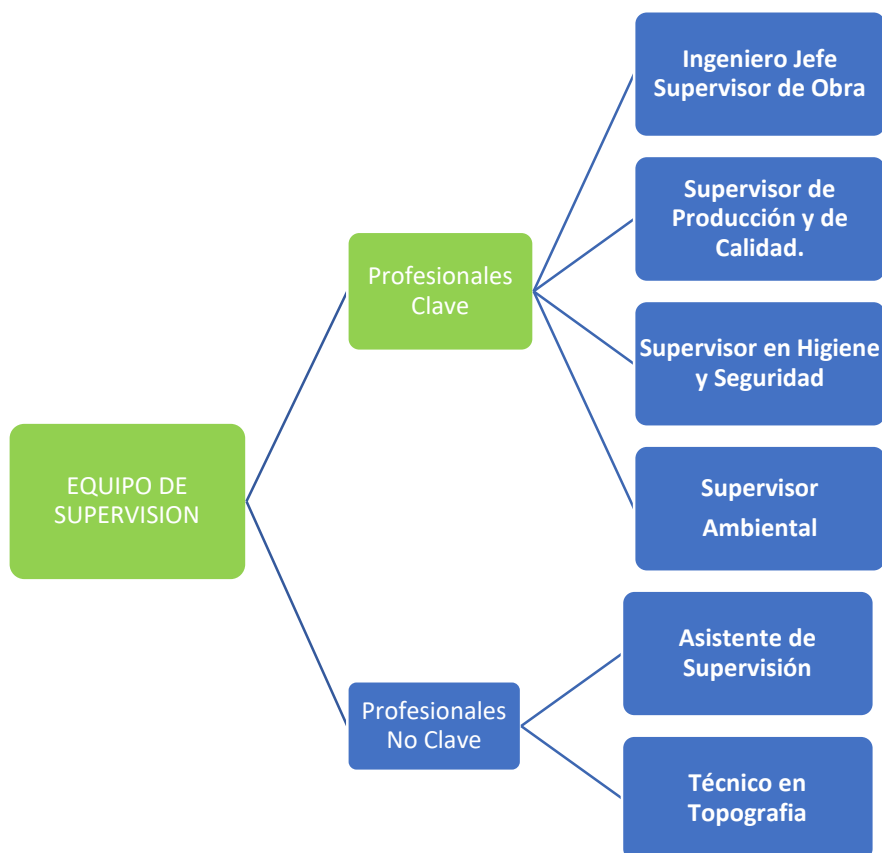 EQUIPO DE
SUPERVISION
Profesionales
Clave
Ingeniero Jefe
Supervisor de Obra
Supervisor de
Producción y de
Calidad.
Supervisor en Higiene
y Seguridad
Supervisor
Ambiental
Profesionales
No Clave
Asistente de
Supervisión
Técnico en
Topografia